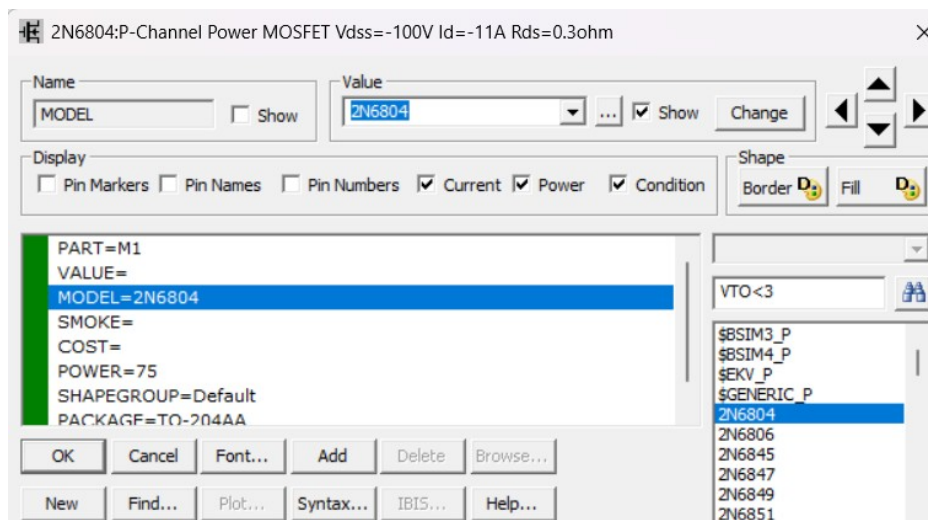 2N6804:P-Channel Power MOSFET Vdss=-100V Id=-11A Rds=0.3ohm
Name
MODEL
Show
Value
2N6804
...
Show
Change
Display
Pin Markers
Pin Names
Pin Numbers
Current
Power
Condition
Shape
Border
Fill
PART=M1
VALUE=
MODEL=2N6804
SMOKE=
COST=
POWER=75
SHAPEGROUP=Default
PACKAGE=TO-204AA
VTO<3
$BSIM3_P
$BSIM4_P
$EKV_P
$GENERIC_P
2N6804
2N6806
2N6845
2N6847
2N6849
2N6851
OK
Cancel
Font...
Add
Delete
Browse...
New
Find...
Plot...
Syntax...
IBIS...
Help...